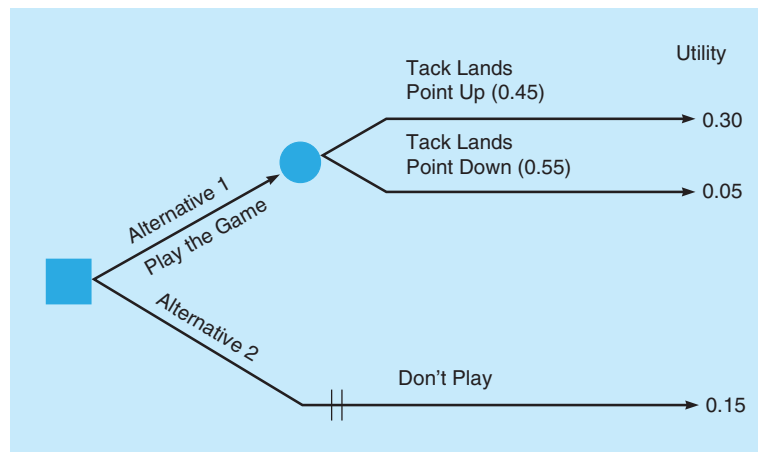 Utility
Tack Lands
Point Up (0.45)
0.30
Tack Lands
Point Down (0.55)
0.05
Alternative 1
Play the Game
Alternative 2
Don’t Play
0.15